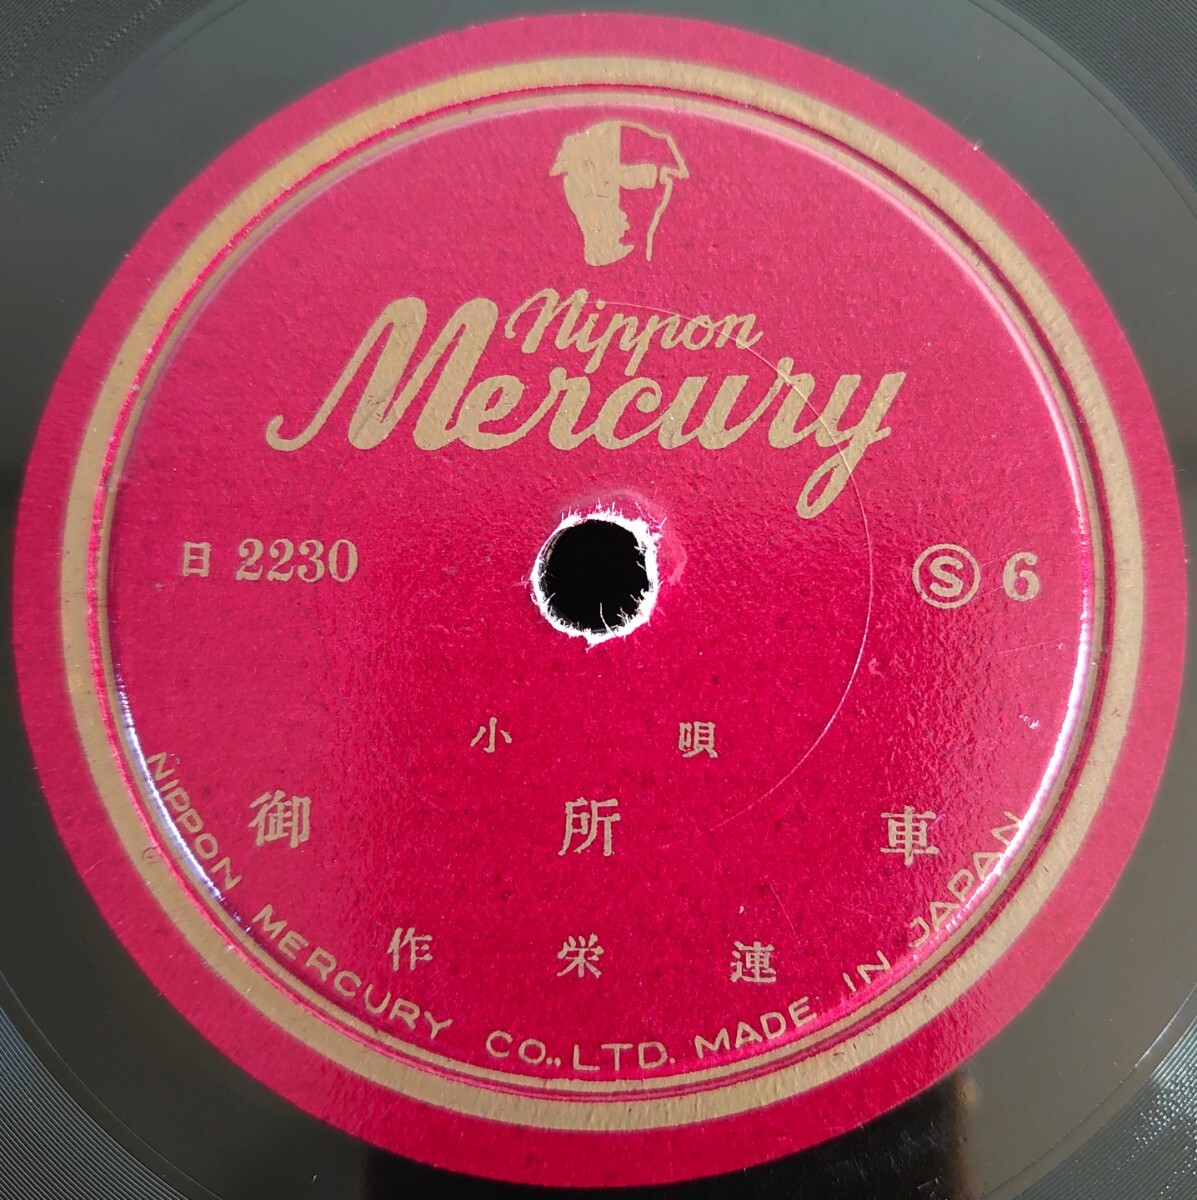 Nippon
Mercury
日 2230
Ⓢ 6
小唄
御所車
作栄連
NIPPON MERCURY CO., LTD. MADE IN JAPAN